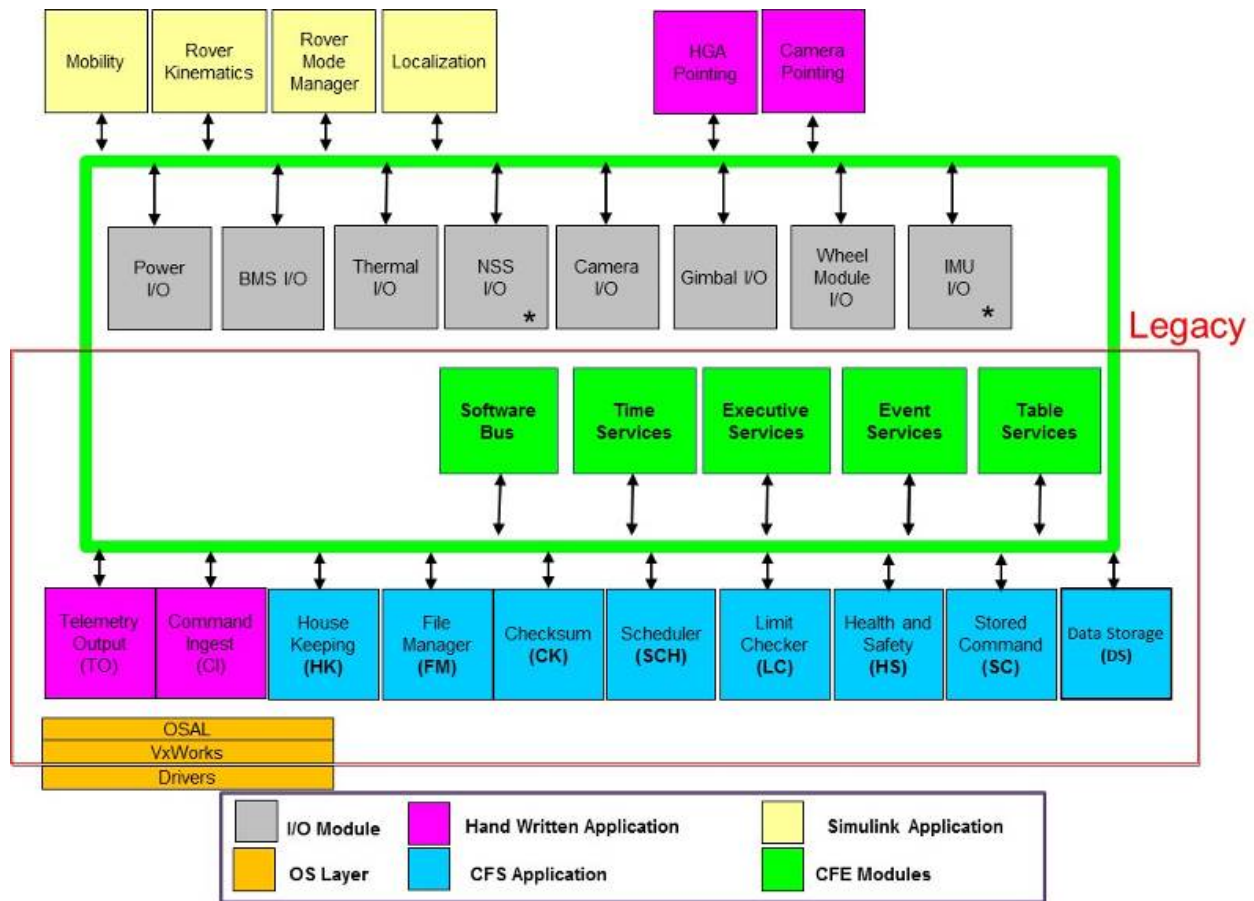 Mobility
Rover
Kinematics
Rover
Mode
Manager
Localization
HGA
Pointing
Camera
Pointing
Power
I/O
BMS I/O
Thermal
I/O
NSS
I/O
*
Camera
I/O
Gimbal I/O
Wheel
Module
I/O
IMU
I/O
*
Legacy
Software
Bus
Time
Services
Executive
Services
Event
Services
Table
Services
Telemetry
Output
(TO)
Command
Ingest
(CI)
House
Keeping
(HK)
File
Manager
(FM)
Checksum
(CK)
Scheduler
(SCH)
Limit
Checker
(LC)
Health and
Safety
(HS)
Stored
Command
(SC)
Data Storage
(DS)
OSAL
VxWorks
Drivers
I/O Module
Hand Written Application
Simulink Application
OS Layer
CFS Application
CFE Modules